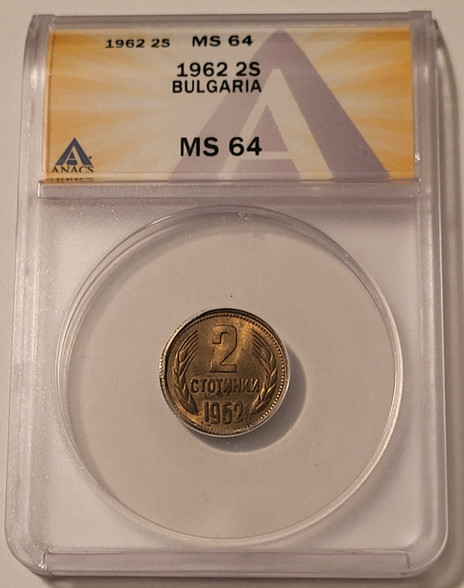 1962 2S MS 64
1962 2S
BULGARIA
MS 64
ANACS
2
СТОТИНКИ
1962